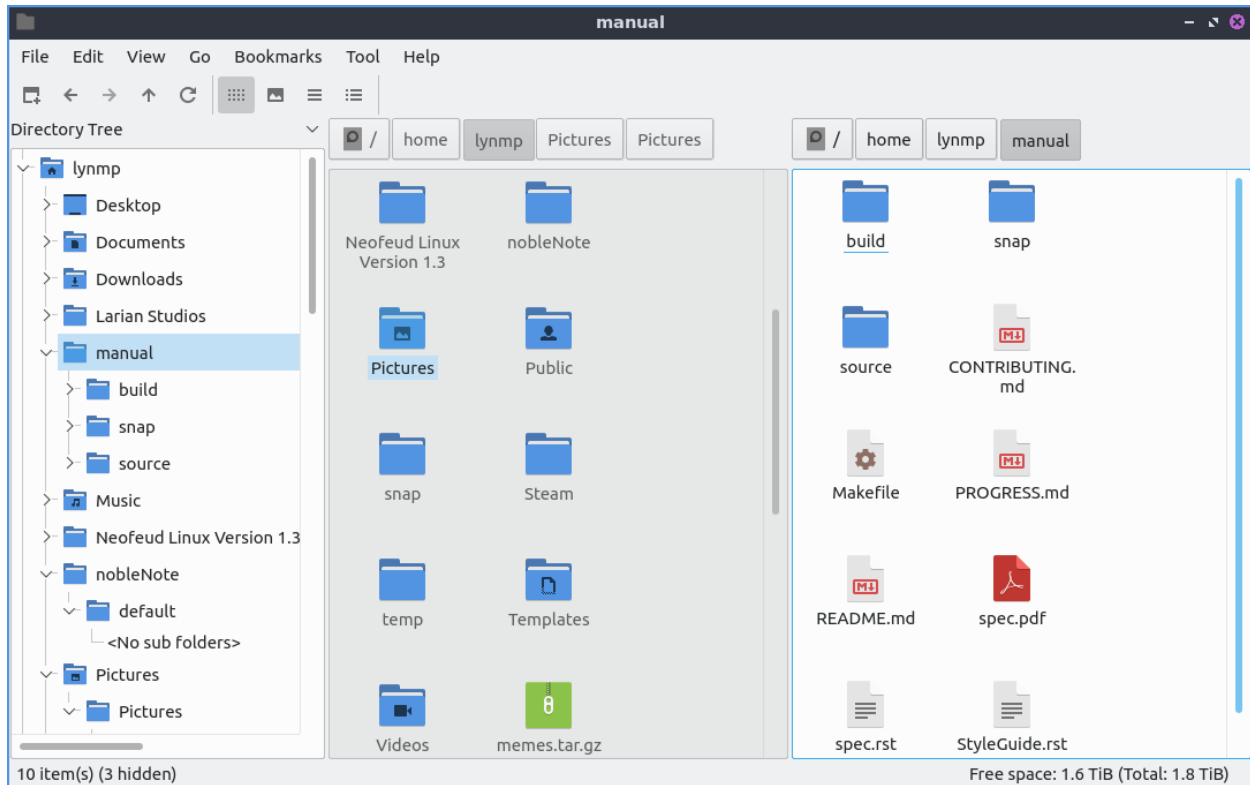 manual
File Edit View Go Bookmarks Tool Help
Directory Tree
lynmp
Desktop
Documents
Downloads
Larian Studios
manual
build
snap
source
Music
Neofeud Linux Version 1.3
nobleNote
default
<No sub folders>
Pictures
Pictures
/ home lynmp Pictures Pictures
Neofeud Linux
Version 1.3
nobleNote
Pictures
Public
snap
Steam
temp
Templates
Videos
memes.tar.gz
/ home lynmp manual
build
snap
source
CONTRIBUTING.
md
Makefile
PROGRESS.md
README.md
spec.pdf
spec.rst
StyleGuide.rst
10 item(s) (3 hidden)
Free space: 1.6 TiB (Total: 1.8 TiB)